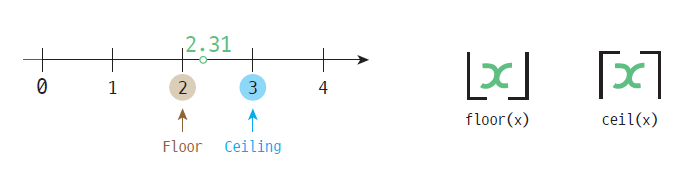 2.31
0 1 2 3 4
Floor Ceiling
⌊x⌋ ⌈x⌉
floor(x) ceil(x)